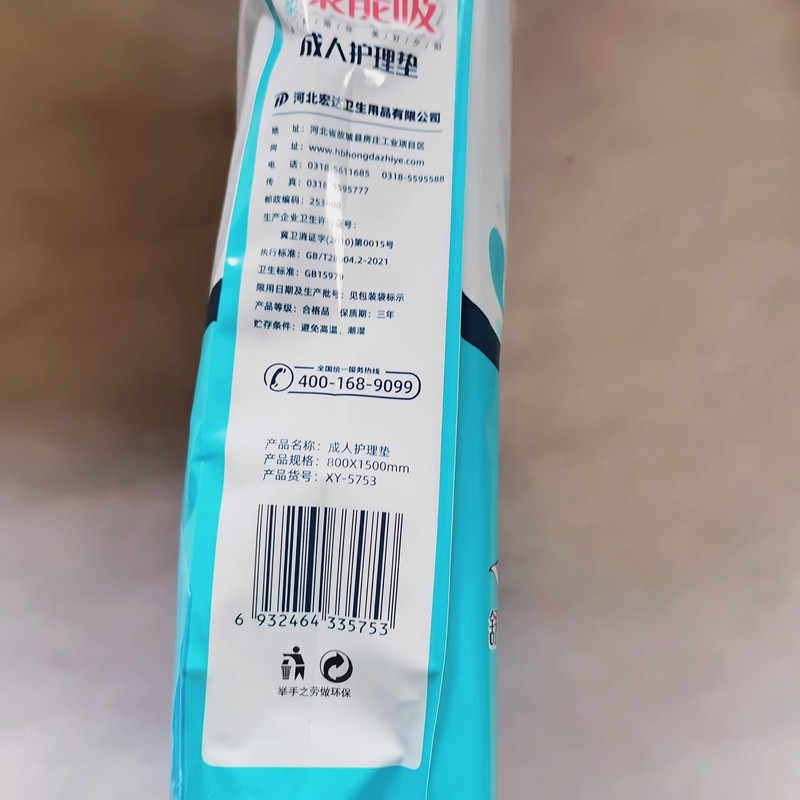 能吸
成人护理垫
河北宏达卫生用品有限公司
地 址：河北省故城县房庄工业项目区
网 址：www.hbhongdazhiye.com
电 话：0318-5611685 0318-5595588
传 真：0318-5595777
邮政编码：253800
生产企业卫生许可证号：
冀卫消证字(2010)第0015号
执行标准：GB/T28004.2-2021
卫生标准：GB15979
限用日期及生产批号：见包装袋标示
产品等级：合格品 保质期：三年
贮存条件：避免高温、潮湿
全国统一服务热线
400-168-9099
产品名称：成人护理垫
产品规格：800X1500mm
产品货号：XY-5753
6 932464 335753
举手之劳做环保